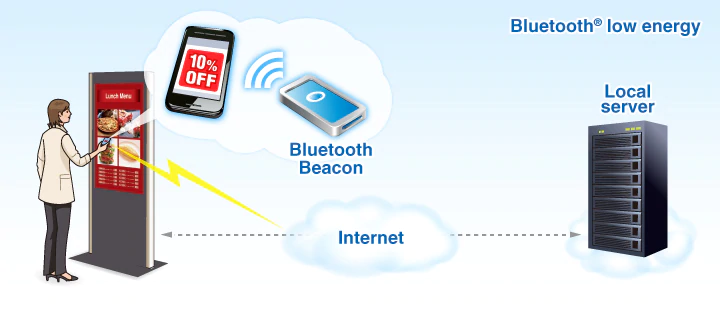 Bluetooth® low energy
10%
OFF
Lunch Menu
Bluetooth
Beacon
Local
server
Internet